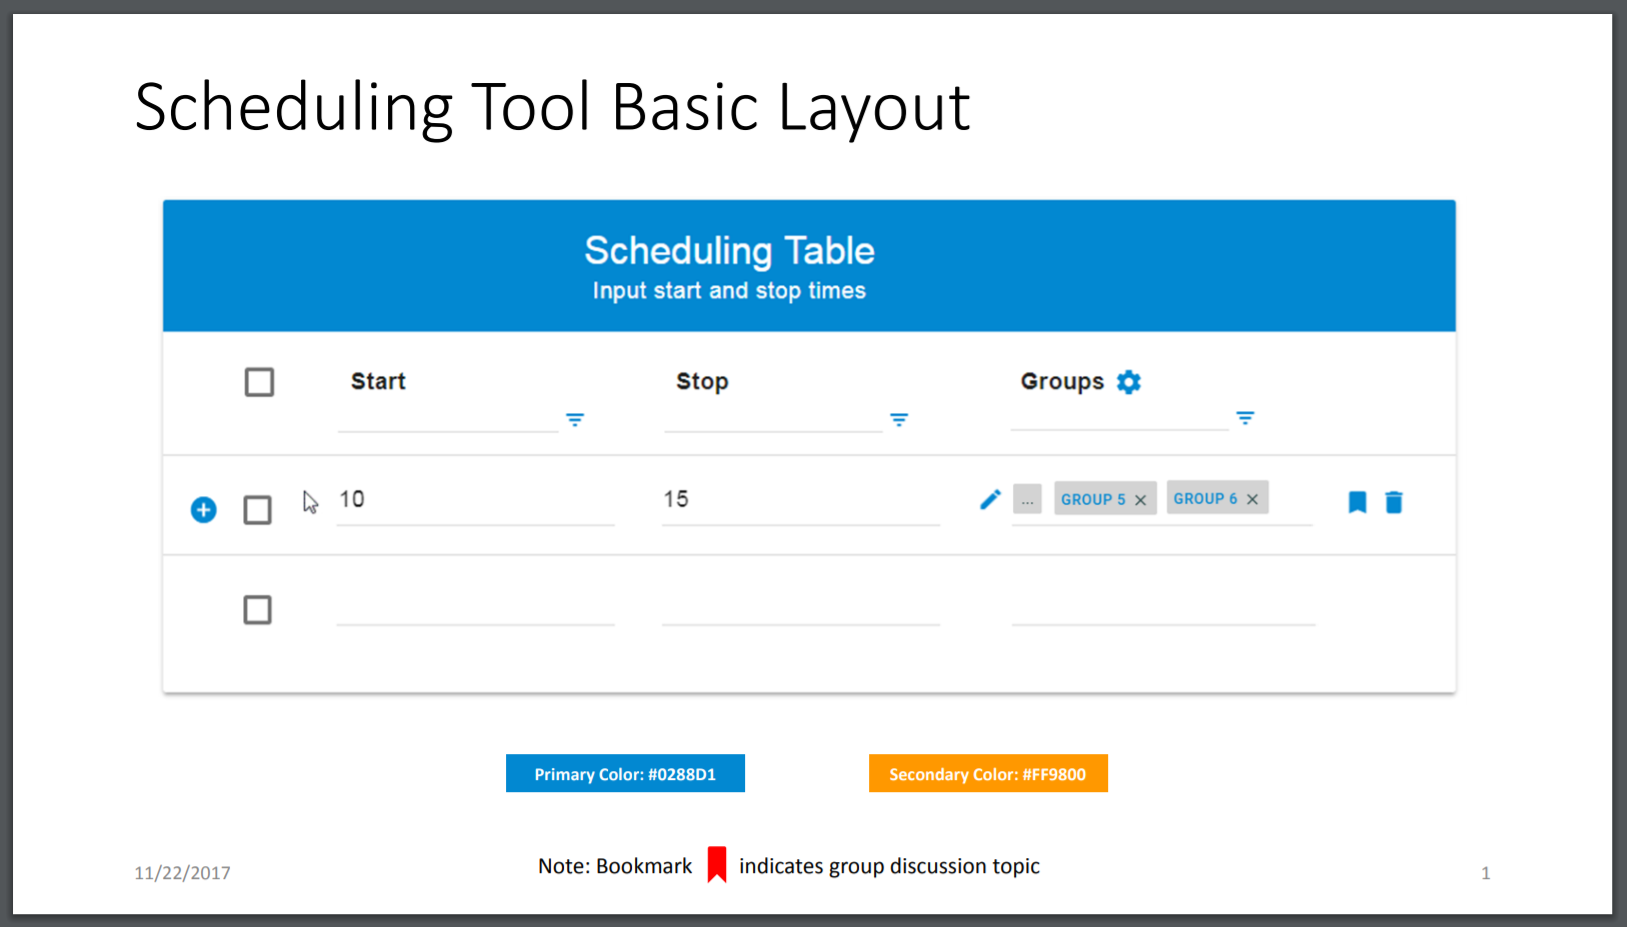 Scheduling Tool Basic Layout
Scheduling Table
Input start and stop times
Start Stop Groups
10 15 ... GROUP 5 × GROUP 6 ×
Primary Color: #0288D1 Secondary Color: #FF9800
Note: Bookmark indicates group discussion topic
11/22/2017 1